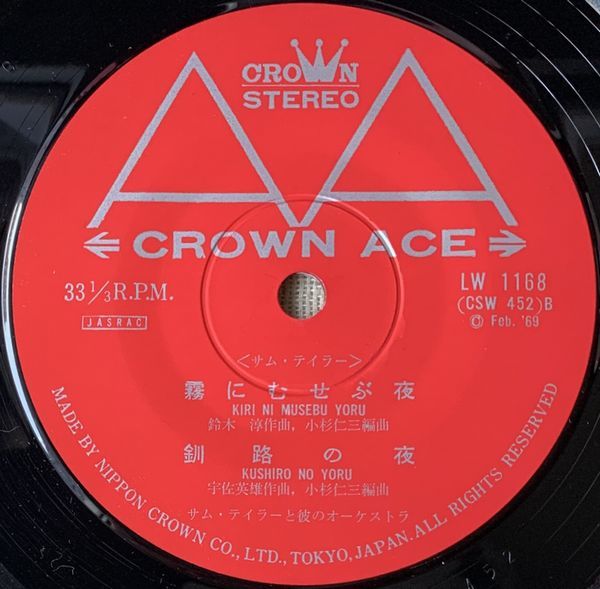 CROWN
STEREO
CROWN ACE
33 1/3 R.P.M.
JASRAC
LW 1168
(CSW 452)B
© Feb. '69
<サム・テイラー>
霧にむせぶ夜
KIRI NI MUSEBU YORU
鈴木 淳作曲, 小杉仁三編曲
釧路の夜
KUSHIRO NO YORU
宇佐英雄作曲, 小杉仁三編曲
サム・テイラーと彼のオーケストラ
MADE BY NIPPON CROWN CO., LTD., TOKYO, JAPAN. ALL RIGHTS RESERVED
452